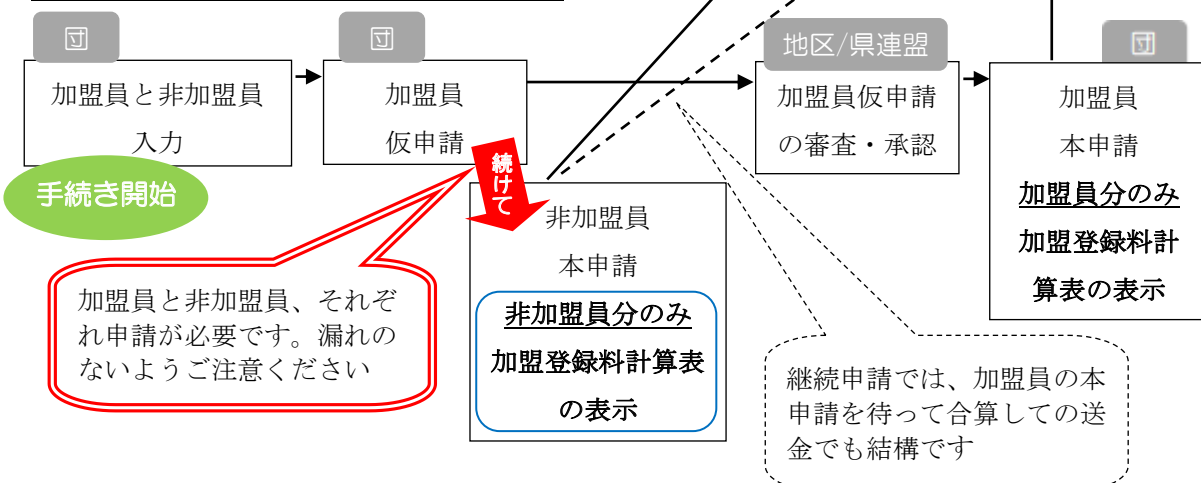 団
加盟員と非加盟員
入力
手続き開始
団
加盟員
仮申請
続けて
加盟員と非加盟員、それぞ
れ申請が必要です。漏れの
ないようご注意ください
非加盟員
本申請
非加盟員分のみ
加盟登録料計算表
の表示
地区/県連盟
加盟員仮申請
の審査・承認
継続申請では、加盟員の本
申請を待って合算しての送
金でも結構です
団
加盟員
本申請
加盟員分のみ
加盟登録料計
算表の表示